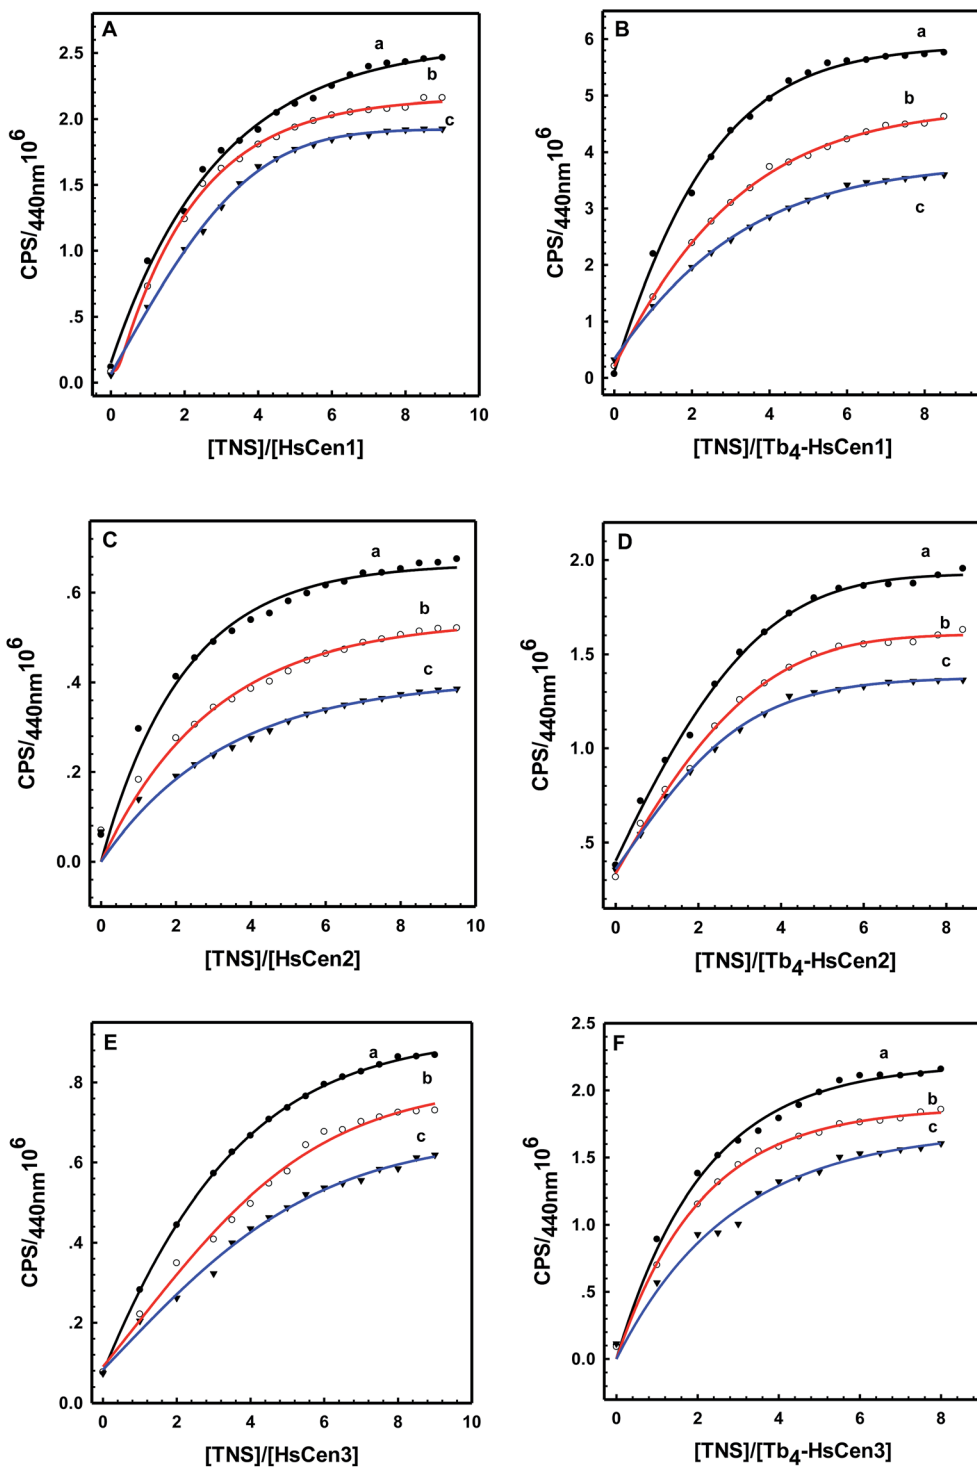 A
a
b
c
2.5
2.0
1.5
1.0
.5
0.0
CPS/440nm10^6
0 2 4 6 8 10
[TNS]/[HsCen1]
B
a
b
c
6
5
4
3
2
1
0
CPS/440nm10^6
0 2 4 6 8
[TNS]/[Tb4-HsCen1]
C
a
b
c
.6
.4
.2
0.0
CPS/440nm10^6
0 2 4 6 8 10
[TNS]/[HsCen2]
D
a
b
c
2.0
1.5
1.0
.5
CPS/440nm10^6
0 2 4 6 8
[TNS]/[Tb4-HsCen2]
E
a
b
c
.8
.6
.4
.2
0.0
CPS/440nm10^6
0 2 4 6 8 10
[TNS]/[HsCen3]
F
a
b
c
2.5
2.0
1.5
1.0
.5
0.0
CPS/440nm10^6
0 2 4 6 8
[TNS]/[Tb4-HsCen3]